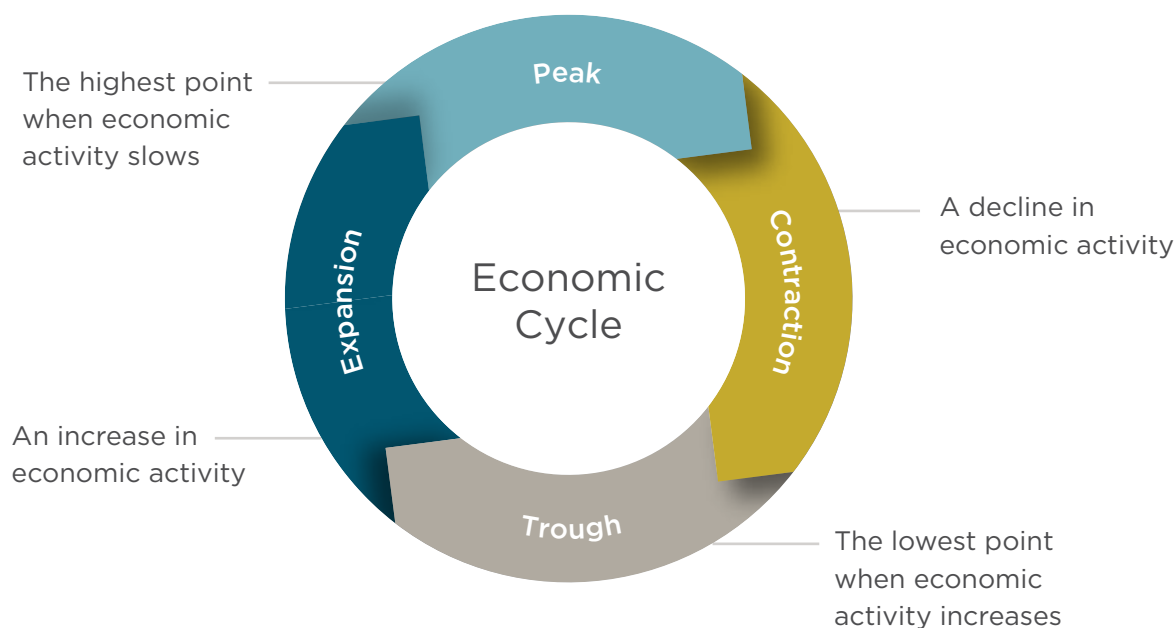 Peak
The highest point
when economic
activity slows
Contraction
A decline in
economic activity
Economic
Cycle
Expansion
An increase in
economic activity
Trough
The lowest point
when economic
activity increases